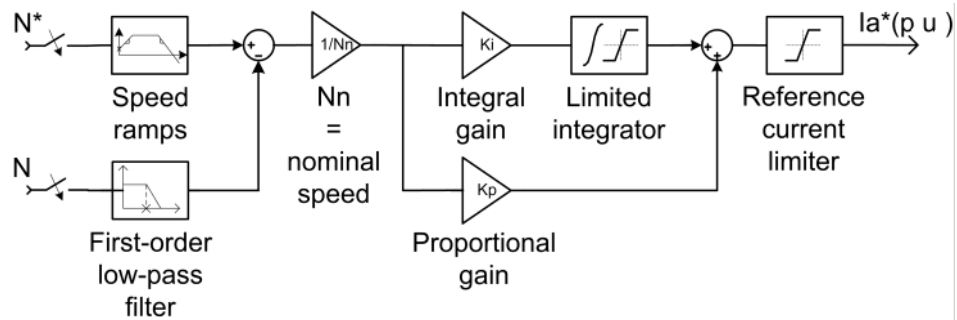 N*
Ia*(p u )
+
-
1/Nn
Ki
+
+
Speed
ramps
Nn
=
nominal
speed
Integral
gain
Limited
integrator
Reference
current
limiter
N
Kp
First-order
low-pass
filter
Proportional
gain